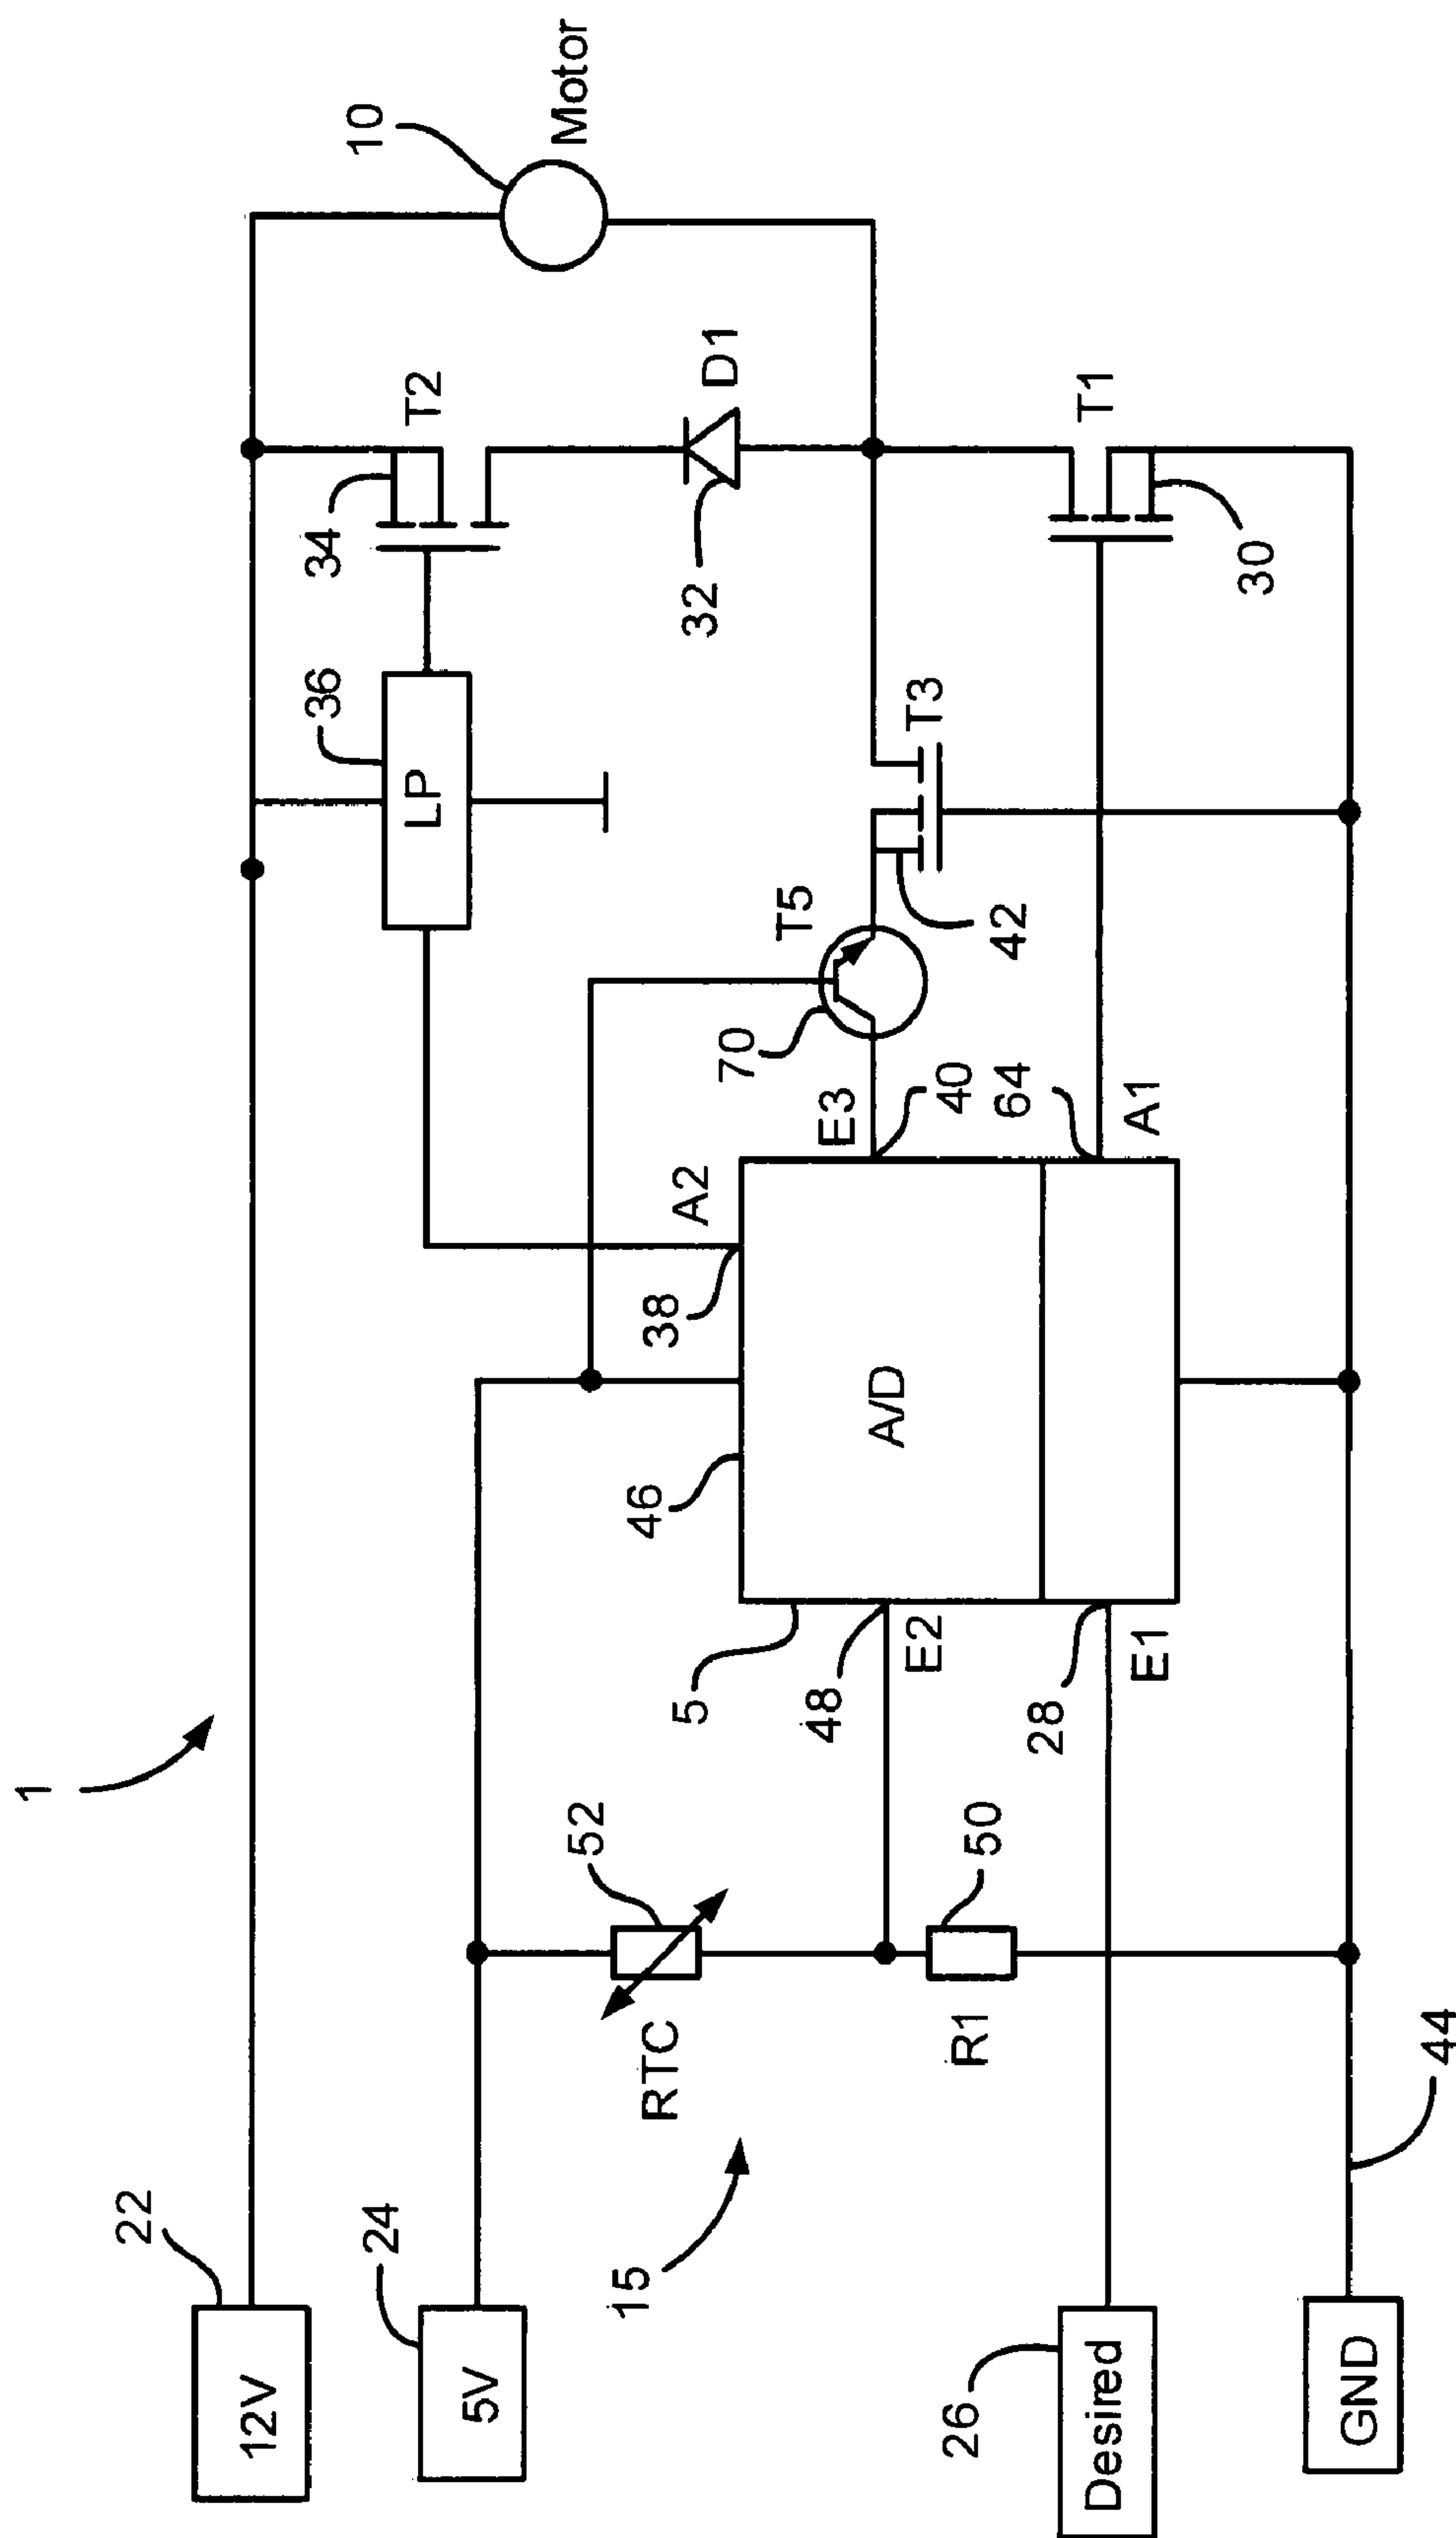 1
10
Motor
34
T2
36
LP
32
D1
T1
30
T3
42
T5
70
E3
40
64
A1
A2
38
46
A/D
5
48
E2
28
E1
52
RTC
50
R1
15
22
12V
24
5V
26
Desired
GND
44